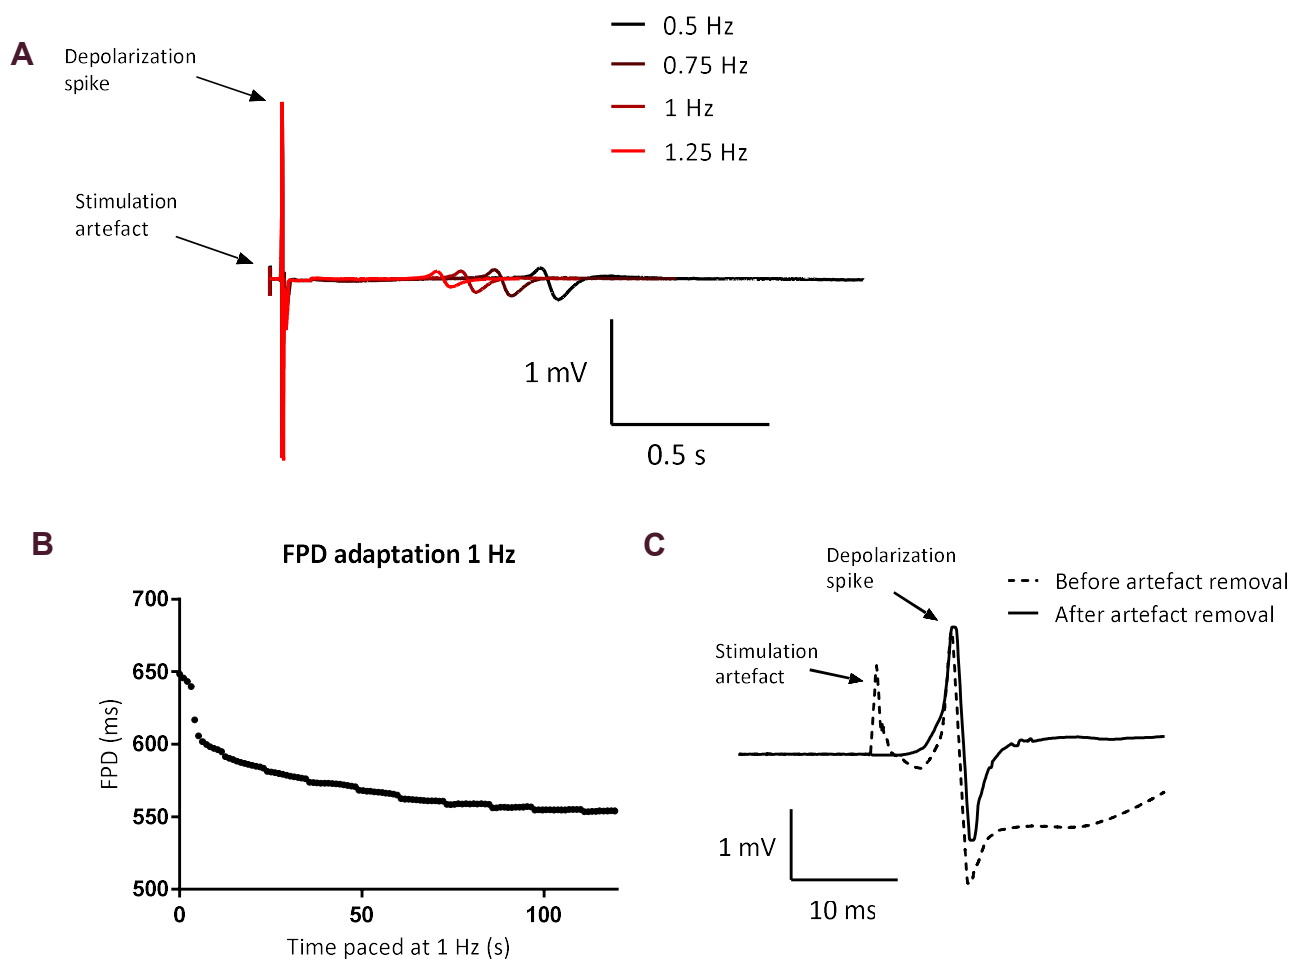 A
Depolarization
spike
Stimulation
artefact
0.5 Hz
0.75 Hz
1 Hz
1.25 Hz
1 mV
0.5 s
B
FPD adaptation 1 Hz
700
650
600
550
500
FPD (ms)
0
50
100
Time paced at 1 Hz (s)
C
Depolarization
spike
Stimulation
artefact
Before artefact removal
After artefact removal
1 mV
10 ms